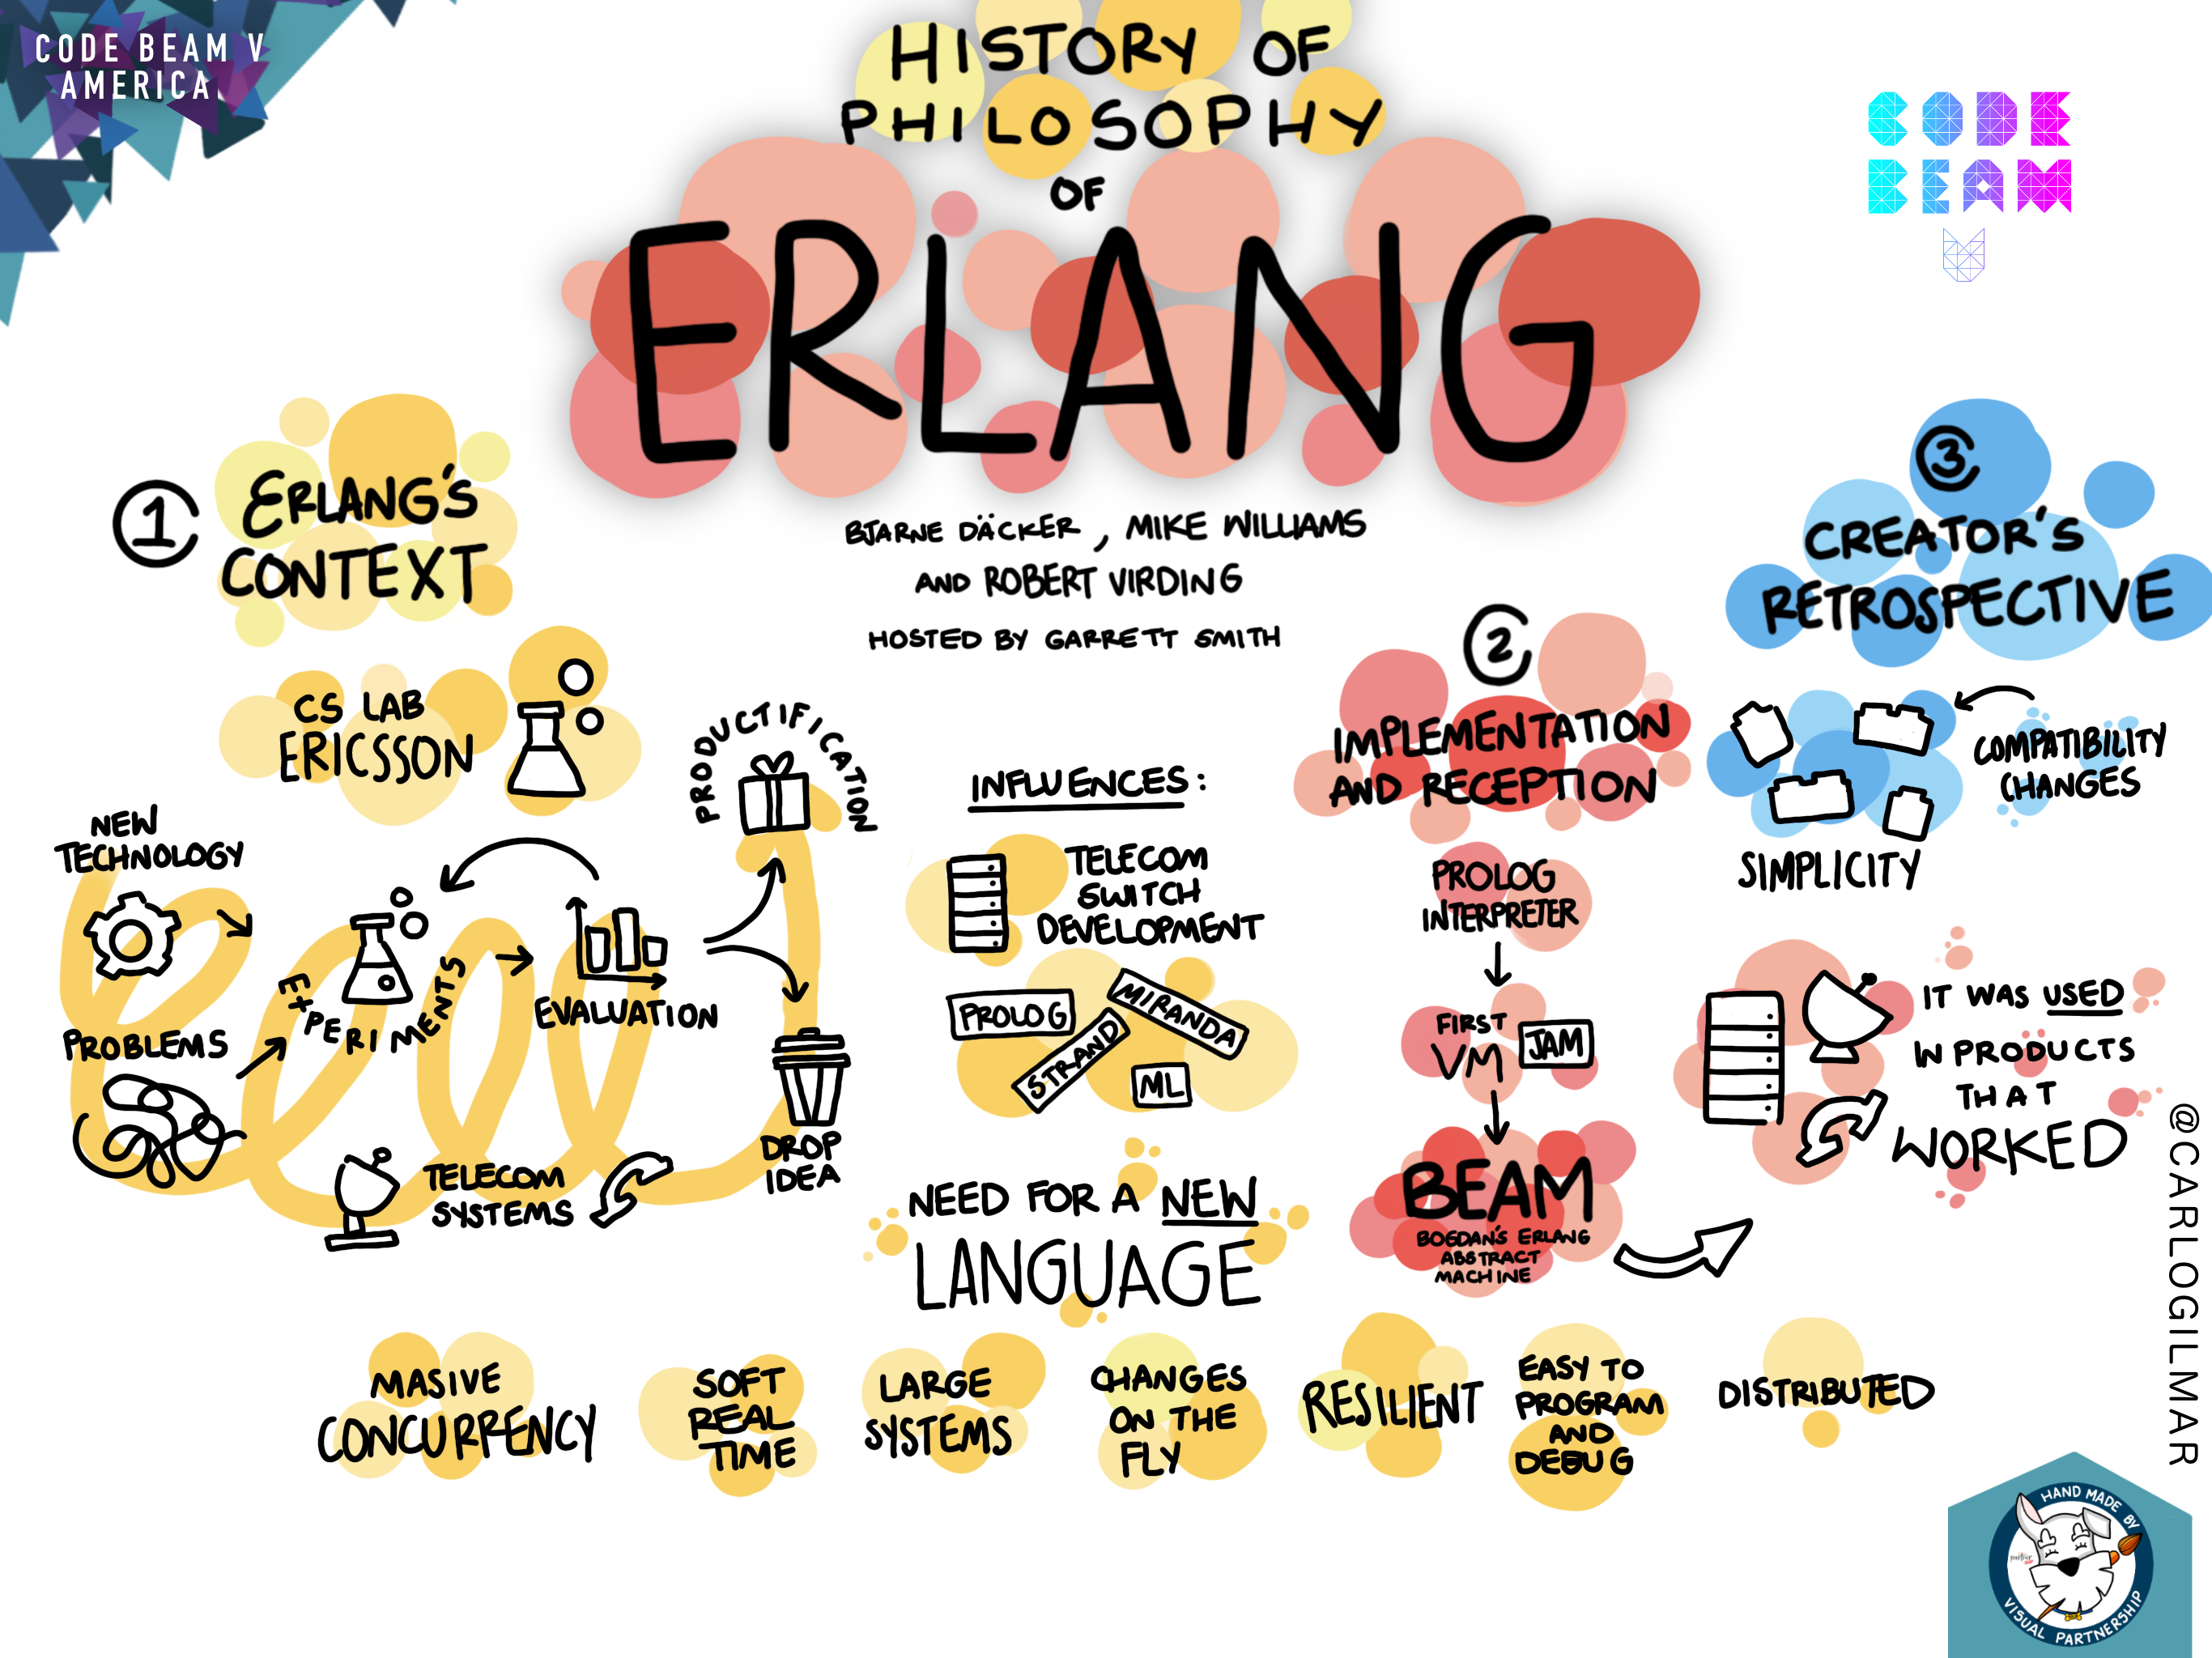 CODE BEAM V
AMERICA
HISTORY OF
PHILOSOPHY
OF
ERLANG
CODE
BEAM
V
BJARNE DÄCKER, MIKE WILLIAMS
AND ROBERT VIRDING
HOSTED BY GARRETT SMITH
1
ERLANG'S
CONTEXT
CS LAB
ERICSSON
NEW
TECHNOLOGY
PROBLEMS
EXPERIMENTS
EVALUATION
PRODUCTIFICATION
DROP
IDEA
TELECOM
SYSTEMS
INFLUENCES:
TELECOM
SWITCH
DEVELOPMENT
PROLOG
MIRANDA
STRAND
ML
NEED FOR A NEW
LANGUAGE
MASIVE
CONCURRENCY
SOFT
REAL
TIME
LARGE
SYSTEMS
CHANGES
ON THE
FLY
RESILIENT
EASY TO
PROGRAM
AND
DEBUG
DISTRIBUTED
2
IMPLEMENTATION
AND RECEPTION
PROLOG
INTERPRETER
FIRST
VM
JAM
BEAM
BOGDAN'S ERLANG
ABSTRACT
MACHINE
3
CREATOR'S
RETROSPECTIVE
COMPATIBILITY
CHANGES
SIMPLICITY
IT WAS USED
IN PRODUCTS
THAT
WORKED
@CARLOGILMAR
HAND MADE BY
VISUAL PARTNERSHIP